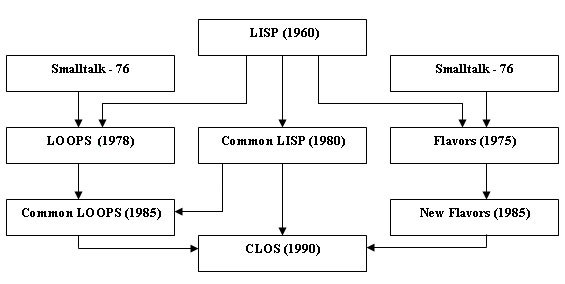 LISP (1960)
Smalltalk - 76
Smalltalk - 76
LOOPS (1978)
Common LISP (1980)
Flavors (1975)
Common LOOPS (1985)
New Flavors (1985)
CLOS (1990)